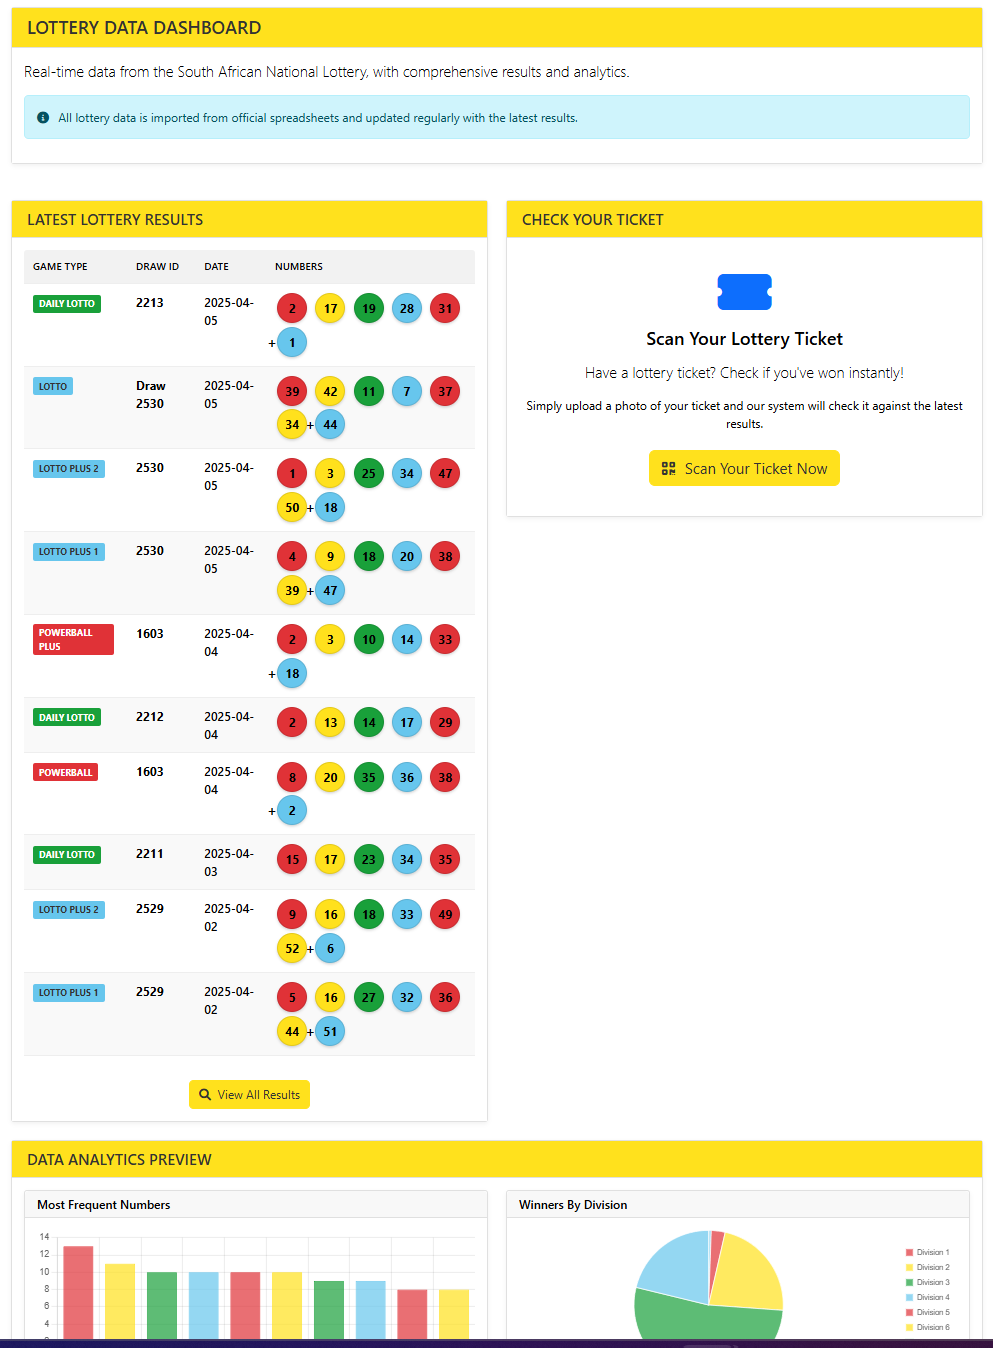 LOTTERY DATA DASHBOARD
Real-time data from the South African National Lottery, with comprehensive results and analytics.
All lottery data is imported from official spreadsheets and updated regularly with the latest results.
LATEST LOTTERY RESULTS
GAME TYPE DRAW ID DATE NUMBERS
DAILY LOTTO 2213 2025-04- 2 17 19 28 31
05
+ 1
LOTTO Draw 2025-04- 39 42 11 7 37
2530 05
34 + 44
LOTTO PLUS 2 2530 2025-04- 1 3 25 34 47
05
50 + 18
LOTTO PLUS 1 2530 2025-04- 4 9 18 20 38
05
39 + 47
POWERBALL 1603 2025-04- 2 3 10 14 33
PLUS 04
+ 18
DAILY LOTTO 2212 2025-04- 2 13 14 17 29
04
POWERBALL 1603 2025-04- 8 20 35 36 38
04
+ 2
DAILY LOTTO 2211 2025-04- 15 17 23 34 35
03
LOTTO PLUS 2 2529 2025-04- 9 16 18 33 49
02
52 + 6
LOTTO PLUS 1 2529 2025-04- 5 16 27 32 36
02
44 + 51
View All Results
CHECK YOUR TICKET
Scan Your Lottery Ticket
Have a lottery ticket? Check if you've won instantly!
Simply upload a photo of your ticket and our system will check it against the latest
results.
Scan Your Ticket Now
DATA ANALYTICS PREVIEW
Most Frequent Numbers
14
12
10
8
6
4
Winners By Division
Division 1
Division 2
Division 3
Division 4
Division 5
Division 6